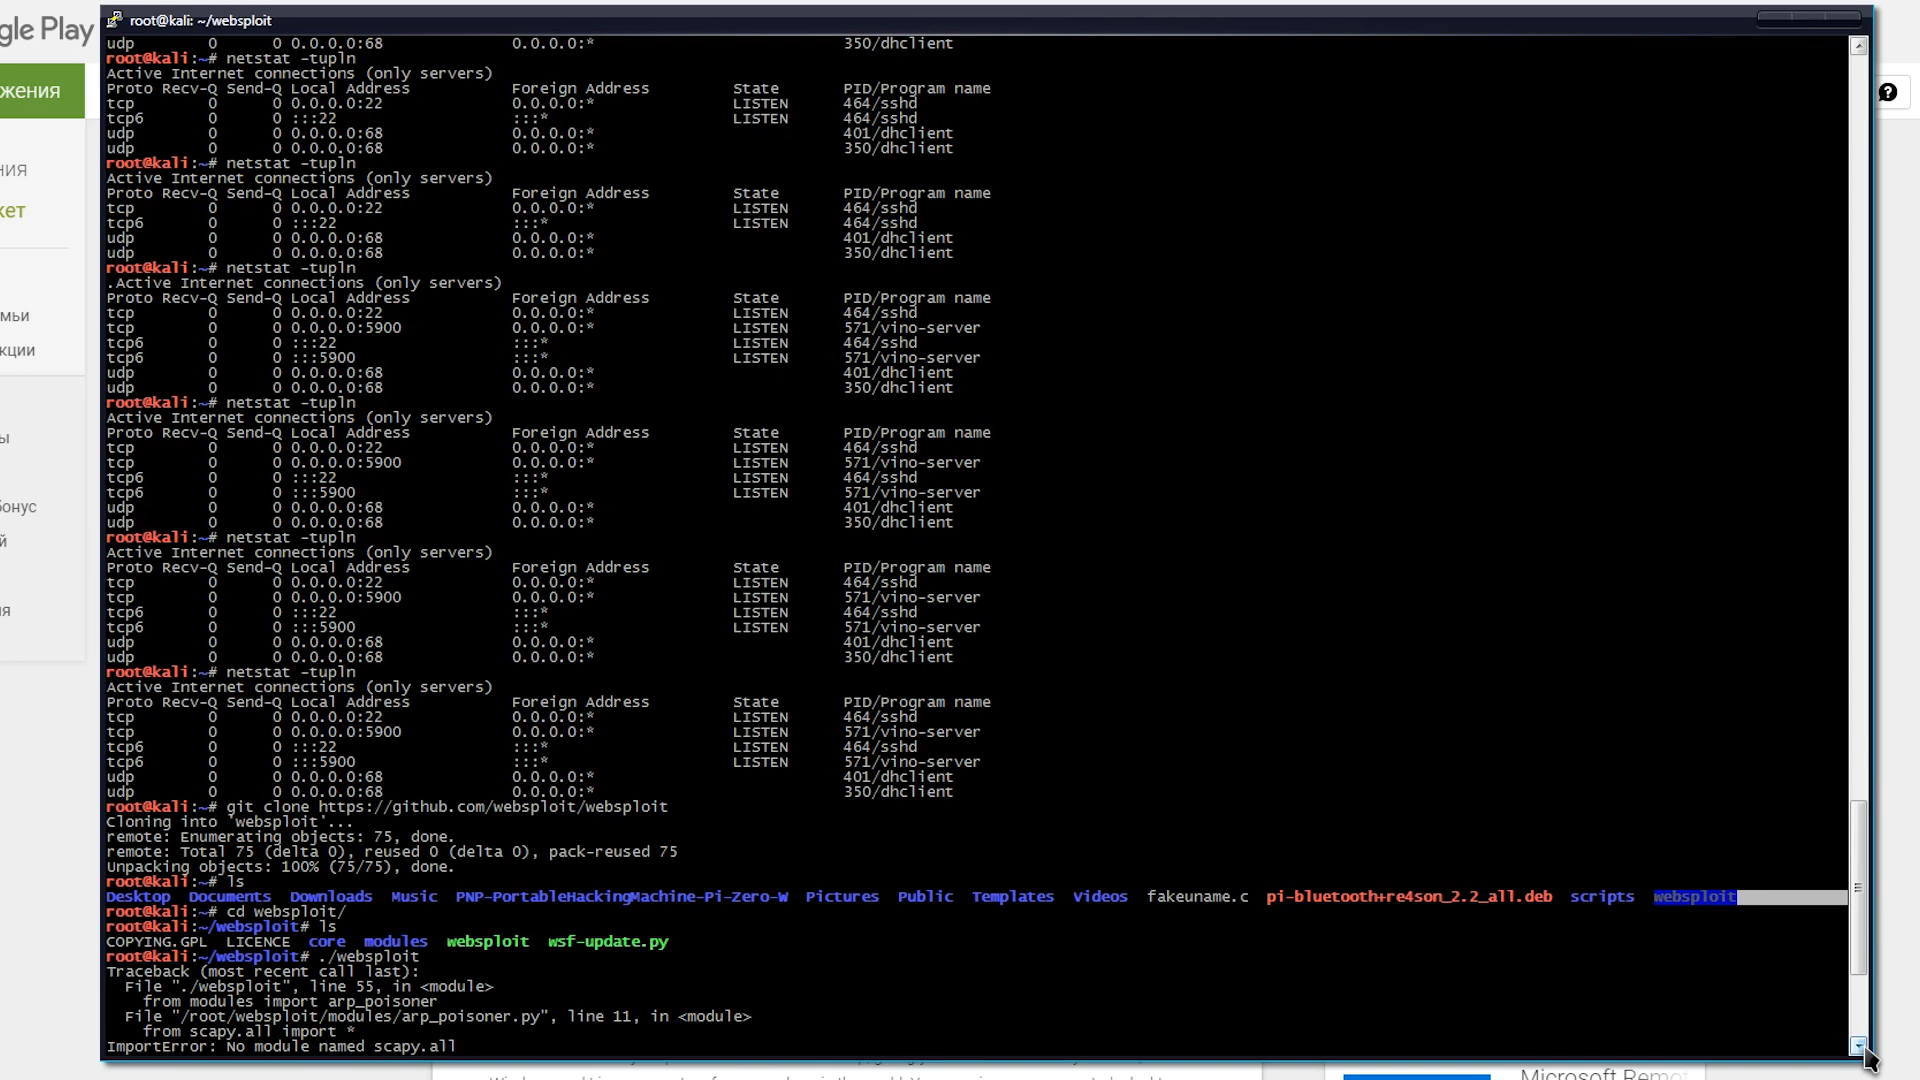 gle Play
root@kali: ~/websploit
udp 0 0 0.0.0.0:68 0.0.0.0:* 350/dhclient
root@kali:~# netstat -tupln
Active Internet connections (only servers)
Proto Recv-Q Send-Q Local Address Foreign Address State PID/Program name
tcp 0 0 0.0.0.0:22 0.0.0.0:* LISTEN 464/sshd
tcp6 0 0 :::22 :::* LISTEN 464/sshd
udp 0 0 0.0.0.0:68 0.0.0.0:* 401/dhclient
udp 0 0 0.0.0.0:68 0.0.0.0:* 350/dhclient
root@kali:~# netstat -tupln
Active Internet connections (only servers)
Proto Recv-Q Send-Q Local Address Foreign Address State PID/Program name
tcp 0 0 0.0.0.0:22 0.0.0.0:* LISTEN 464/sshd
tcp6 0 0 :::22 :::* LISTEN 464/sshd
udp 0 0 0.0.0.0:68 0.0.0.0:* 401/dhclient
udp 0 0 0.0.0.0:68 0.0.0.0:* 350/dhclient
root@kali:~# netstat -tupln
.Active Internet connections (only servers)
Proto Recv-Q Send-Q Local Address Foreign Address State PID/Program name
tcp 0 0 0.0.0.0:22 0.0.0.0:* LISTEN 464/sshd
tcp 0 0 0.0.0.0:5900 0.0.0.0:* LISTEN 571/vino-server
tcp6 0 0 :::22 :::* LISTEN 464/sshd
tcp6 0 0 :::5900 :::* LISTEN 571/vino-server
udp 0 0 0.0.0.0:68 0.0.0.0:* 401/dhclient
udp 0 0 0.0.0.0:68 0.0.0.0:* 350/dhclient
root@kali:~# netstat -tupln
Active Internet connections (only servers)
Proto Recv-Q Send-Q Local Address Foreign Address State PID/Program name
tcp 0 0 0.0.0.0:22 0.0.0.0:* LISTEN 464/sshd
tcp 0 0 0.0.0.0:5900 0.0.0.0:* LISTEN 571/vino-server
tcp6 0 0 :::22 :::* LISTEN 464/sshd
tcp6 0 0 :::5900 :::* LISTEN 571/vino-server
udp 0 0 0.0.0.0:68 0.0.0.0:* 401/dhclient
udp 0 0 0.0.0.0:68 0.0.0.0:* 350/dhclient
root@kali:~# netstat -tupln
Active Internet connections (only servers)
Proto Recv-Q Send-Q Local Address Foreign Address State PID/Program name
tcp 0 0 0.0.0.0:22 0.0.0.0:* LISTEN 464/sshd
tcp 0 0 0.0.0.0:5900 0.0.0.0:* LISTEN 571/vino-server
tcp6 0 0 :::22 :::* LISTEN 464/sshd
tcp6 0 0 :::5900 :::* LISTEN 571/vino-server
udp 0 0 0.0.0.0:68 0.0.0.0:* 401/dhclient
udp 0 0 0.0.0.0:68 0.0.0.0:* 350/dhclient
root@kali:~# netstat -tupln
Active Internet connections (only servers)
Proto Recv-Q Send-Q Local Address Foreign Address State PID/Program name
tcp 0 0 0.0.0.0:22 0.0.0.0:* LISTEN 464/sshd
tcp 0 0 0.0.0.0:5900 0.0.0.0:* LISTEN 571/vino-server
tcp6 0 0 :::22 :::* LISTEN 464/sshd
tcp6 0 0 :::5900 :::* LISTEN 571/vino-server
udp 0 0 0.0.0.0:68 0.0.0.0:* 401/dhclient
udp 0 0 0.0.0.0:68 0.0.0.0:* 350/dhclient
root@kali:~# git clone https://github.com/websploit/websploit
Cloning into 'websploit'...
remote: Enumerating objects: 75, done.
remote: Total 75 (delta 0), reused 0 (delta 0), pack-reused 75
Unpacking objects: 100% (75/75), done.
root@kali:~# ls
Desktop Documents Downloads Music PNP-PortableHackingMachine-Pi-Zero-W Pictures Public Templates Videos fakeuname.c pi-bluetooth+re4son_2.2_all.deb scripts websploit
root@kali:~# cd websploit/
root@kali:~/websploit# ls
COPYING.GPL LICENCE core modules websploit wsf-update.py
root@kali:~/websploit# ./websploit
Traceback (most recent call last):
File "./websploit", line 55, in <module>
from modules import arp_poisoner
File "/root/websploit/modules/arp_poisoner.py", line 11, in <module>
from scapy.all import *
ImportError: No module named scapy.all
жения
ния
кет
мьи
кции
ы
бонус
й
ия
Microsoft Remot